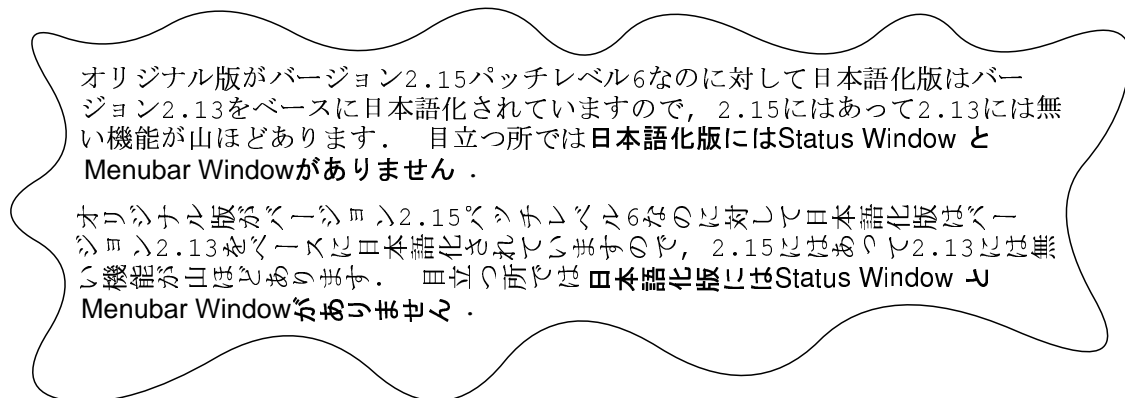 オリジナル版がバージョン2.15パッチレベル6なのに対して日本語化版はバー
ジョン2.13をベースに日本語化されていますので，2.15にはあって2.13には無
い機能が山ほどあります．　目立つ所では日本語化版にはStatus Window と
Menubar Windowがありません．
オリジナル版がバージョン2.15パッチレベル6なのに対して日本語化版はバー
ジョン2.13をベースに日本語化されていますので，2.15にはあって2.13には無
い機能が山ほどあります．　目立つ所では日本語化版にはStatus Window と
Menubar Windowがありません．